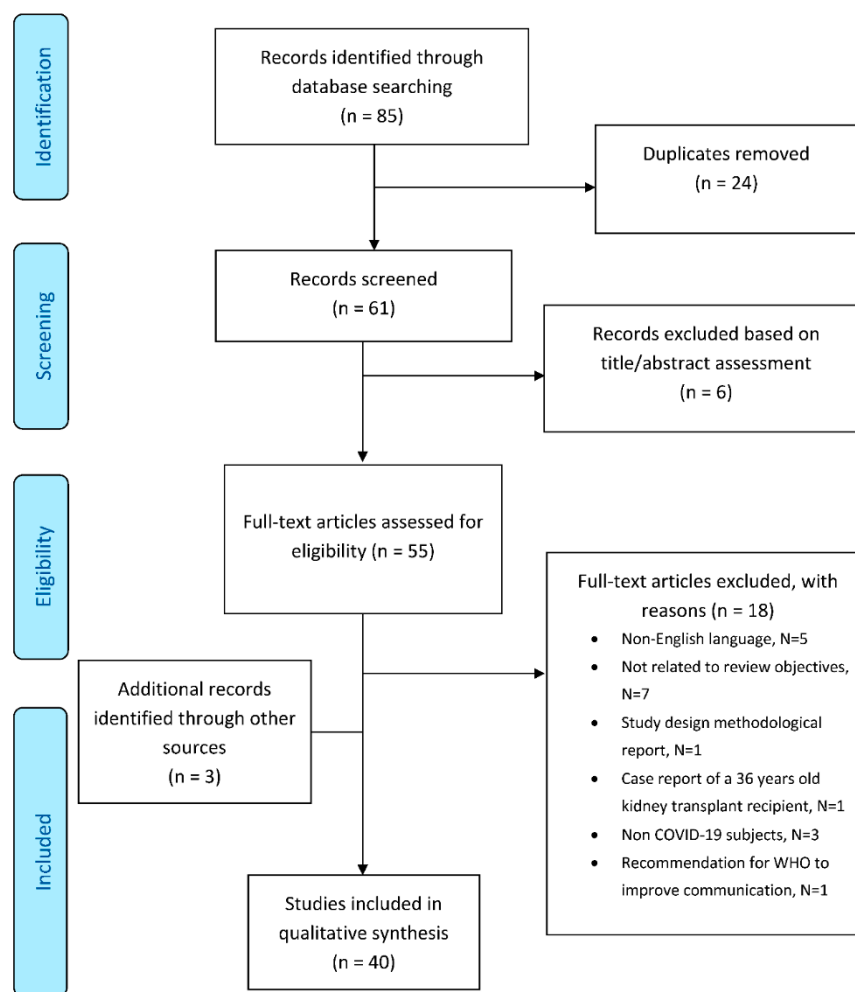 Identification
Records identified through
database searching
(n = 85)
Duplicates removed
(n = 24)
Screening
Records screened
(n = 61)
Records excluded based on
title/abstract assessment
(n = 6)
Eligibility
Full-text articles assessed for
eligibility (n = 55)
Full-text articles excluded, with
reasons (n = 18)
• Non-English language, N=5
• Not related to review objectives,
N=7
• Study design methodological
report, N=1
• Case report of a 36 years old
kidney transplant recipient, N=1
• Non COVID-19 subjects, N=3
• Recommendation for WHO to
improve communication, N=1
Additional records
identified through other
sources
(n = 3)
Included
Studies included in
qualitative synthesis
(n = 40)